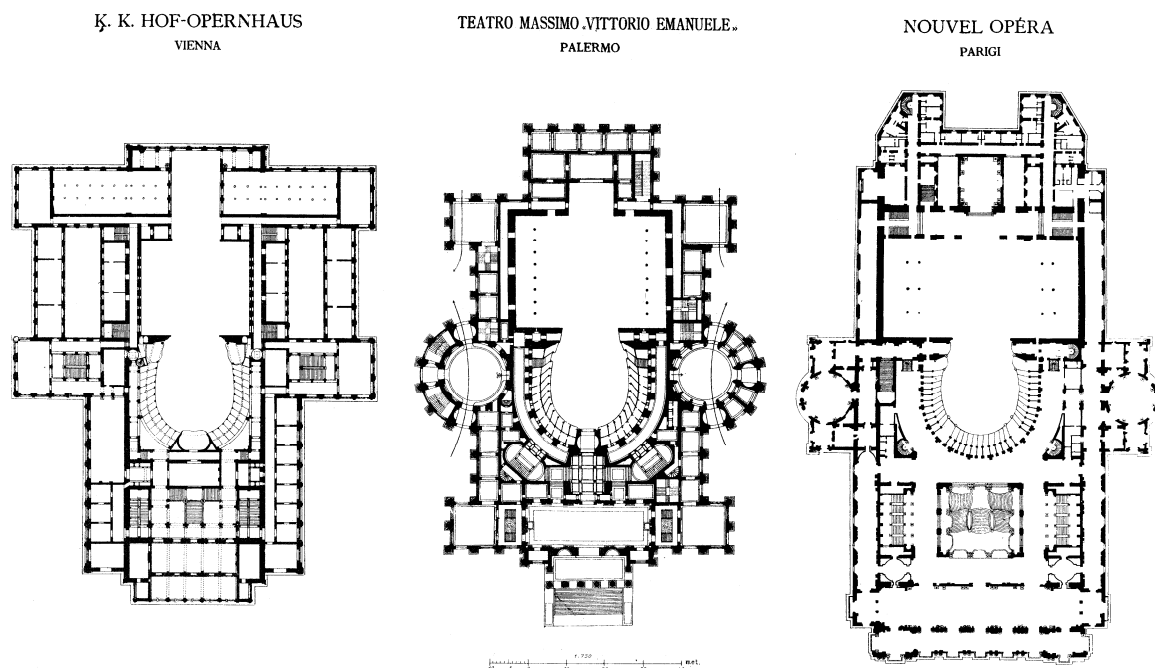 K. K. HOF-OPERNHAUS
VIENNA
TEATRO MASSIMO „VITTORIO EMANUELE„
PALERMO
NOUVEL OPÉRA
PARIGI
1.750
met.